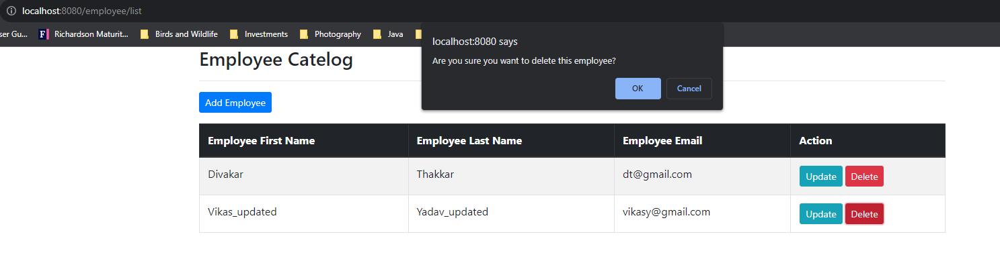 localhost:8080/employee/list
ser Gu... Richardson Maturit... Birds and Wildlife Investments Photography Java
localhost:8080 says
Are you sure you want to delete this employee?
OK Cancel
Employee Catelog
Add Employee
Employee First Name Employee Last Name Employee Email Action
Divakar Thakkar dt@gmail.com Update Delete
Vikas_updated Yadav_updated vikasy@gmail.com Update Delete